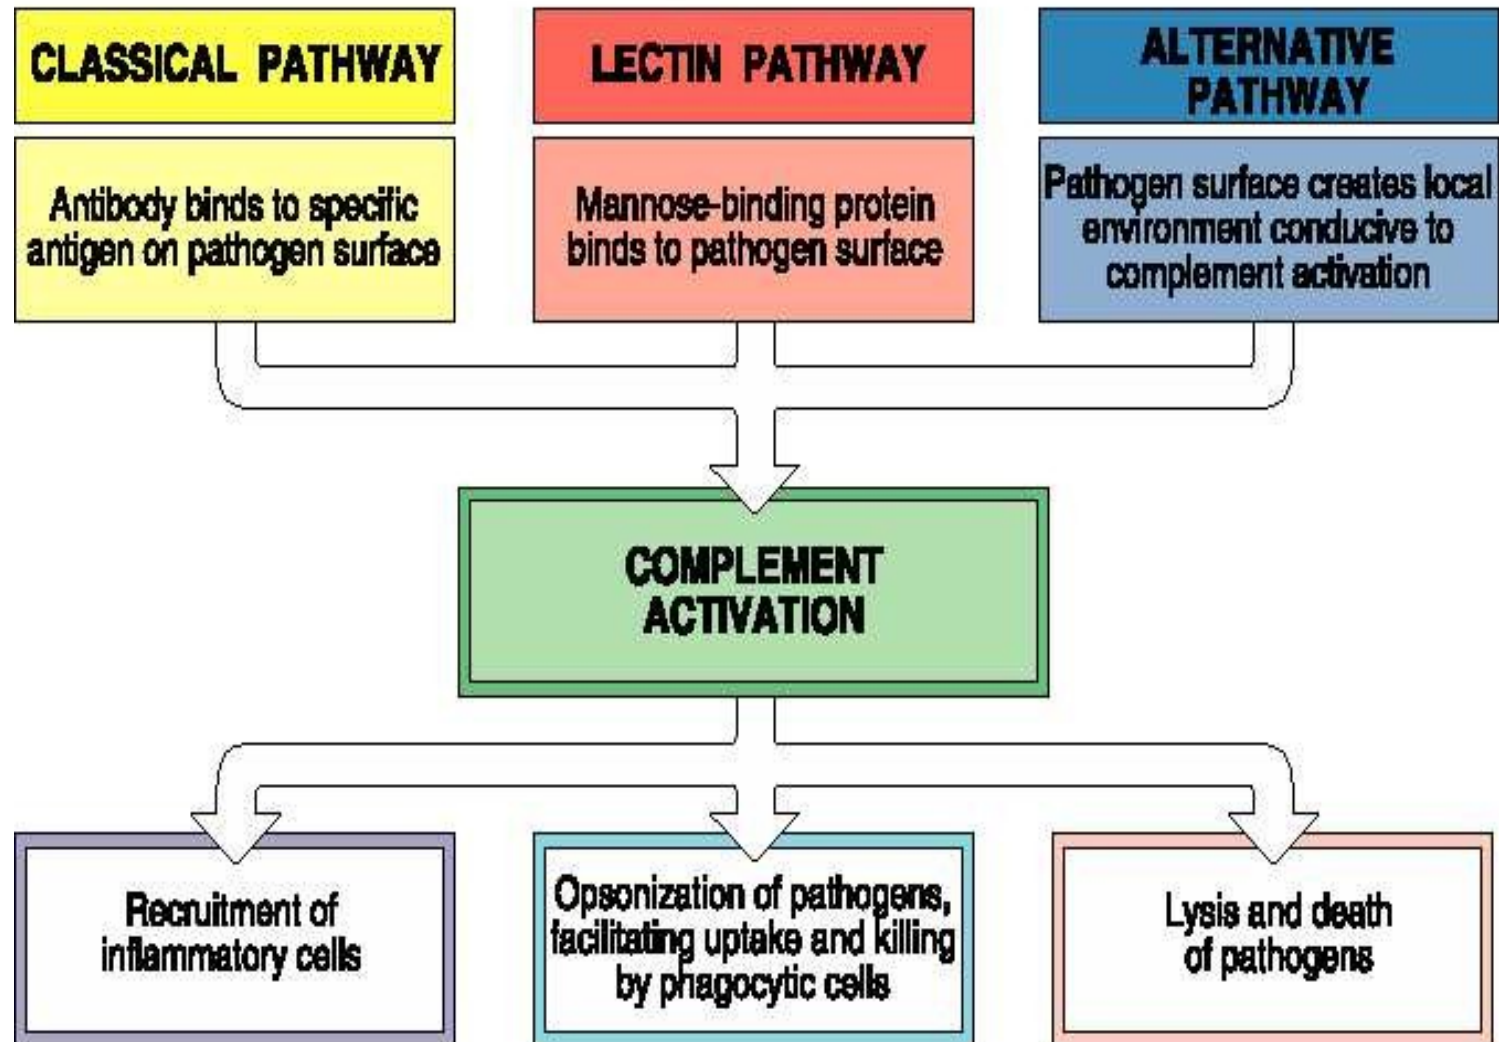 CLASSICAL PATHWAY
Antibody binds to specific
antigen on pathogen surface
LECTIN PATHWAY
Mannose-binding protein
binds to pathogen surface
ALTERNATIVE
PATHWAY
Pathogen surface creates local
environment conducive to
complement activation
COMPLEMENT
ACTIVATION
Recruitment of
inflammatory cells
Opsonization of pathogens,
facilitating uptake and killing
by phagocytic cells
Lysis and death
of pathogens